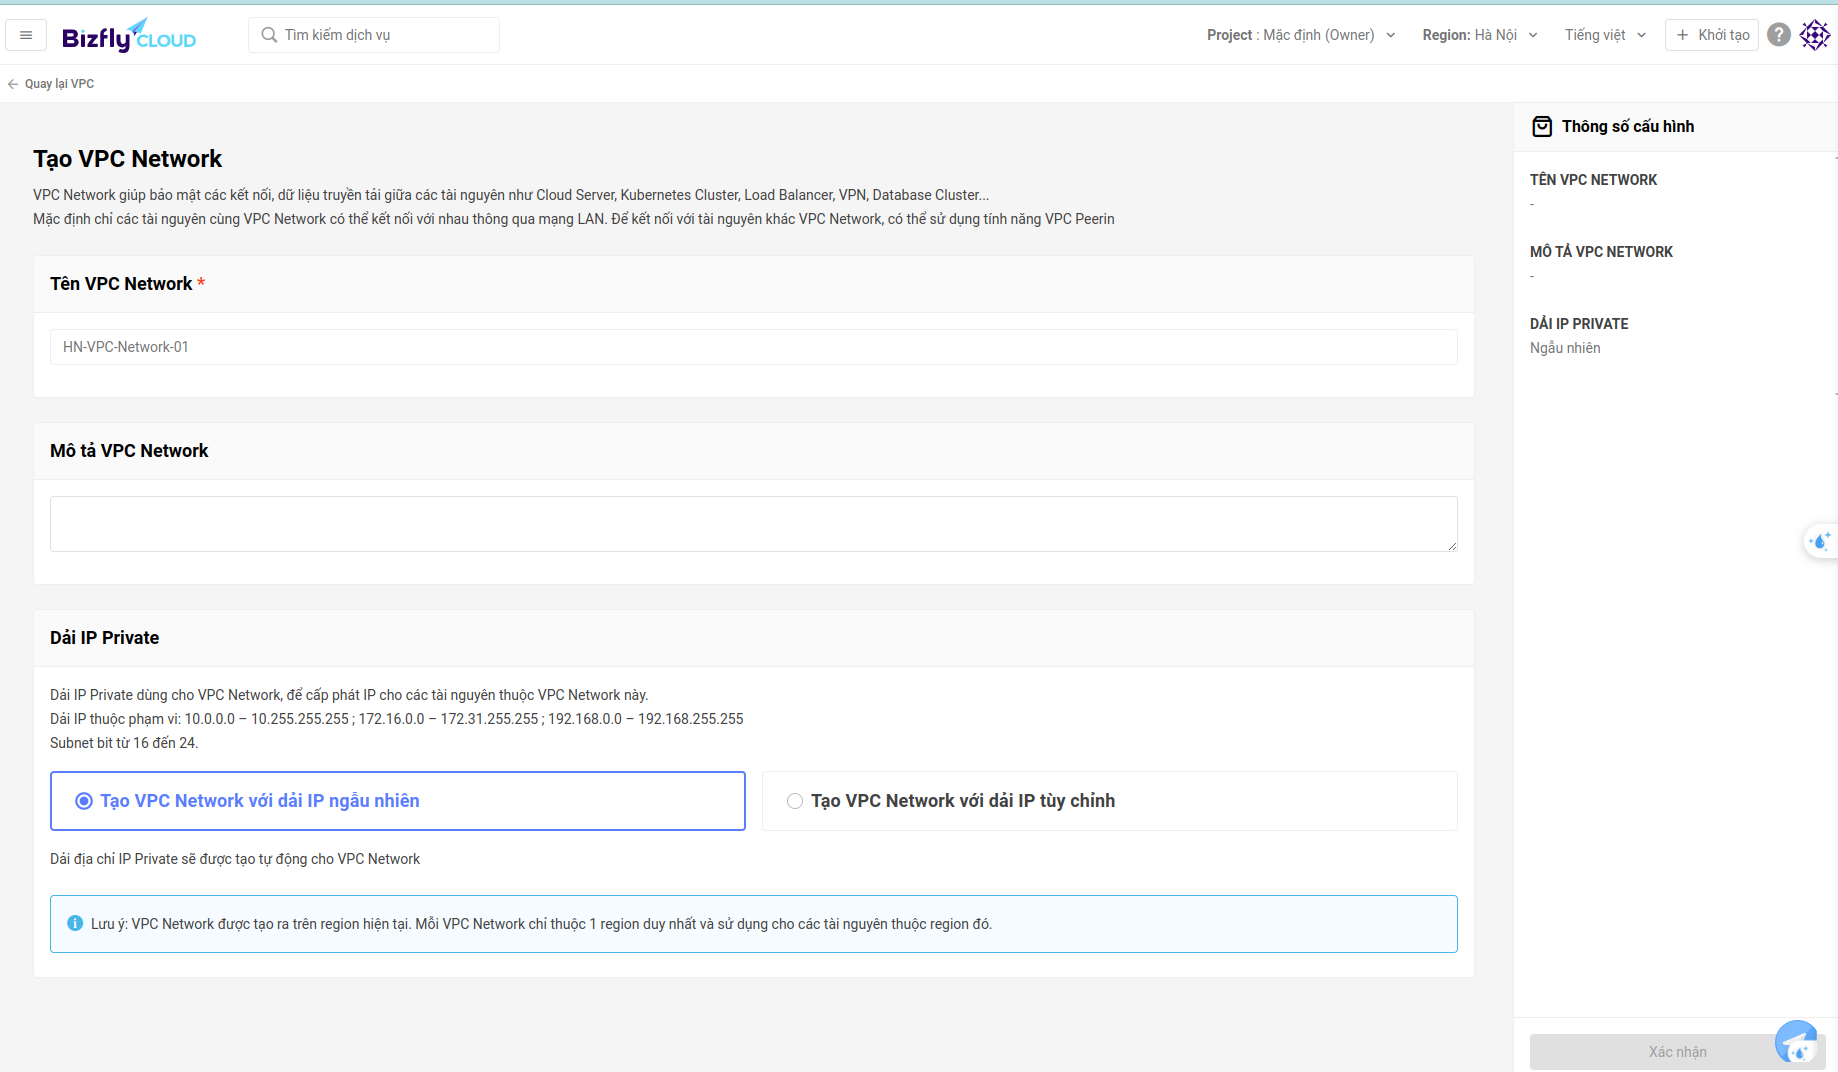 Bizfly CLOUD
Tìm kiếm dịch vụ
Project : Mặc định (Owner)
Region: Hà Nội
Tiếng việt
+ Khởi tạo
?
← Quay lại VPC
Tạo VPC Network
VPC Network giúp bảo mật các kết nối, dữ liệu truyền tải giữa các tài nguyên như Cloud Server, Kubernetes Cluster, Load Balancer, VPN, Database Cluster...
Mặc định chỉ các tài nguyên cùng VPC Network có thể kết nối với nhau thông qua mạng LAN. Để kết nối với tài nguyên khác VPC Network, có thể sử dụng tính năng VPC Peerin
Tên VPC Network *
HN-VPC-Network-01
Mô tả VPC Network
Dải IP Private
Dải IP Private dùng cho VPC Network, để cấp phát IP cho các tài nguyên thuộc VPC Network này.
Dải IP thuộc phạm vi: 10.0.0.0 – 10.255.255.255 ; 172.16.0.0 – 172.31.255.255 ; 192.168.0.0 – 192.168.255.255
Subnet bit từ 16 đến 24.
Tạo VPC Network với dải IP ngẫu nhiên
Tạo VPC Network với dải IP tùy chỉnh
Dải địa chỉ IP Private sẽ được tạo tự động cho VPC Network
Lưu ý: VPC Network được tạo ra trên region hiện tại. Mỗi VPC Network chỉ thuộc 1 region duy nhất và sử dụng cho các tài nguyên thuộc region đó.
Thông số cấu hình
TÊN VPC NETWORK
-
MÔ TẢ VPC NETWORK
-
DẢI IP PRIVATE
Ngẫu nhiên
Xác nhận